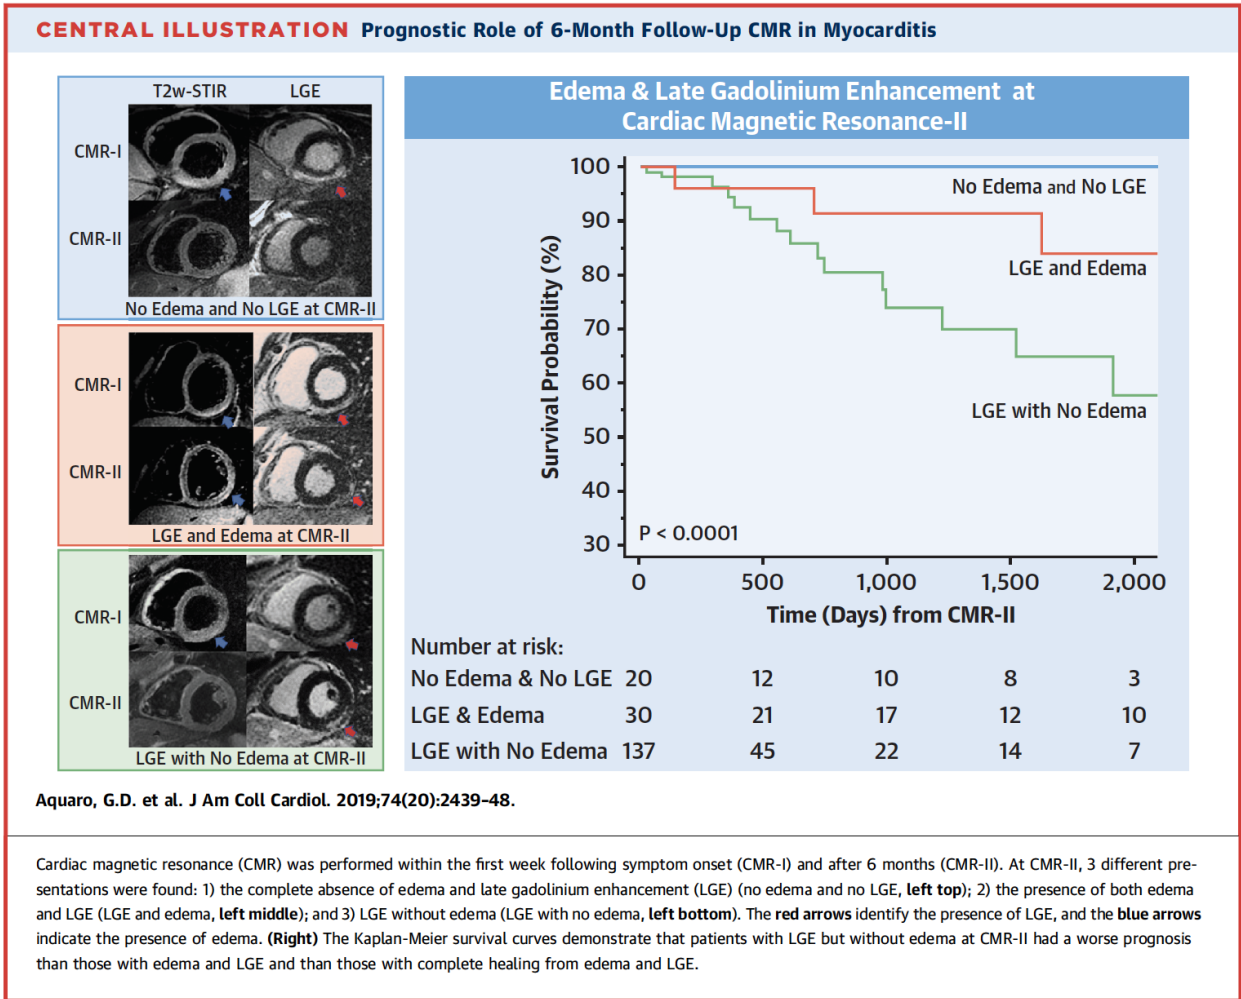 CENTRAL ILLUSTRATION Prognostic Role of 6-Month Follow-Up CMR in Myocarditis
T2w-STIR LGE
CMR-I
CMR-II
No Edema and No LGE at CMR-II
CMR-I
CMR-II
LGE and Edema at CMR-II
CMR-I
CMR-II
LGE with No Edema at CMR-II
Edema & Late Gadolinium Enhancement at
Cardiac Magnetic Resonance-II
Survival Probability (%)
100
90
80
70
60
50
40
30
No Edema and No LGE
LGE and Edema
LGE with No Edema
P < 0.0001
0 500 1,000 1,500 2,000
Time (Days) from CMR-II
Number at risk:
No Edema & No LGE 20 12 10 8 3
LGE & Edema 30 21 17 12 10
LGE with No Edema 137 45 22 14 7
Aquaro, G.D. et al. J Am Coll Cardiol. 2019;74(20):2439–48.
Cardiac magnetic resonance (CMR) was performed within the first week following symptom onset (CMR-I) and after 6 months (CMR-II). At CMR-II, 3 different pre-
sentations were found: 1) the complete absence of edema and late gadolinium enhancement (LGE) (no edema and no LGE, left top); 2) the presence of both edema
and LGE (LGE and edema, left middle); and 3) LGE without edema (LGE with no edema, left bottom). The red arrows identify the presence of LGE, and the blue arrows
indicate the presence of edema. (Right) The Kaplan-Meier survival curves demonstrate that patients with LGE but without edema at CMR-II had a worse prognosis
than those with edema and LGE and than those with complete healing from edema and LGE.